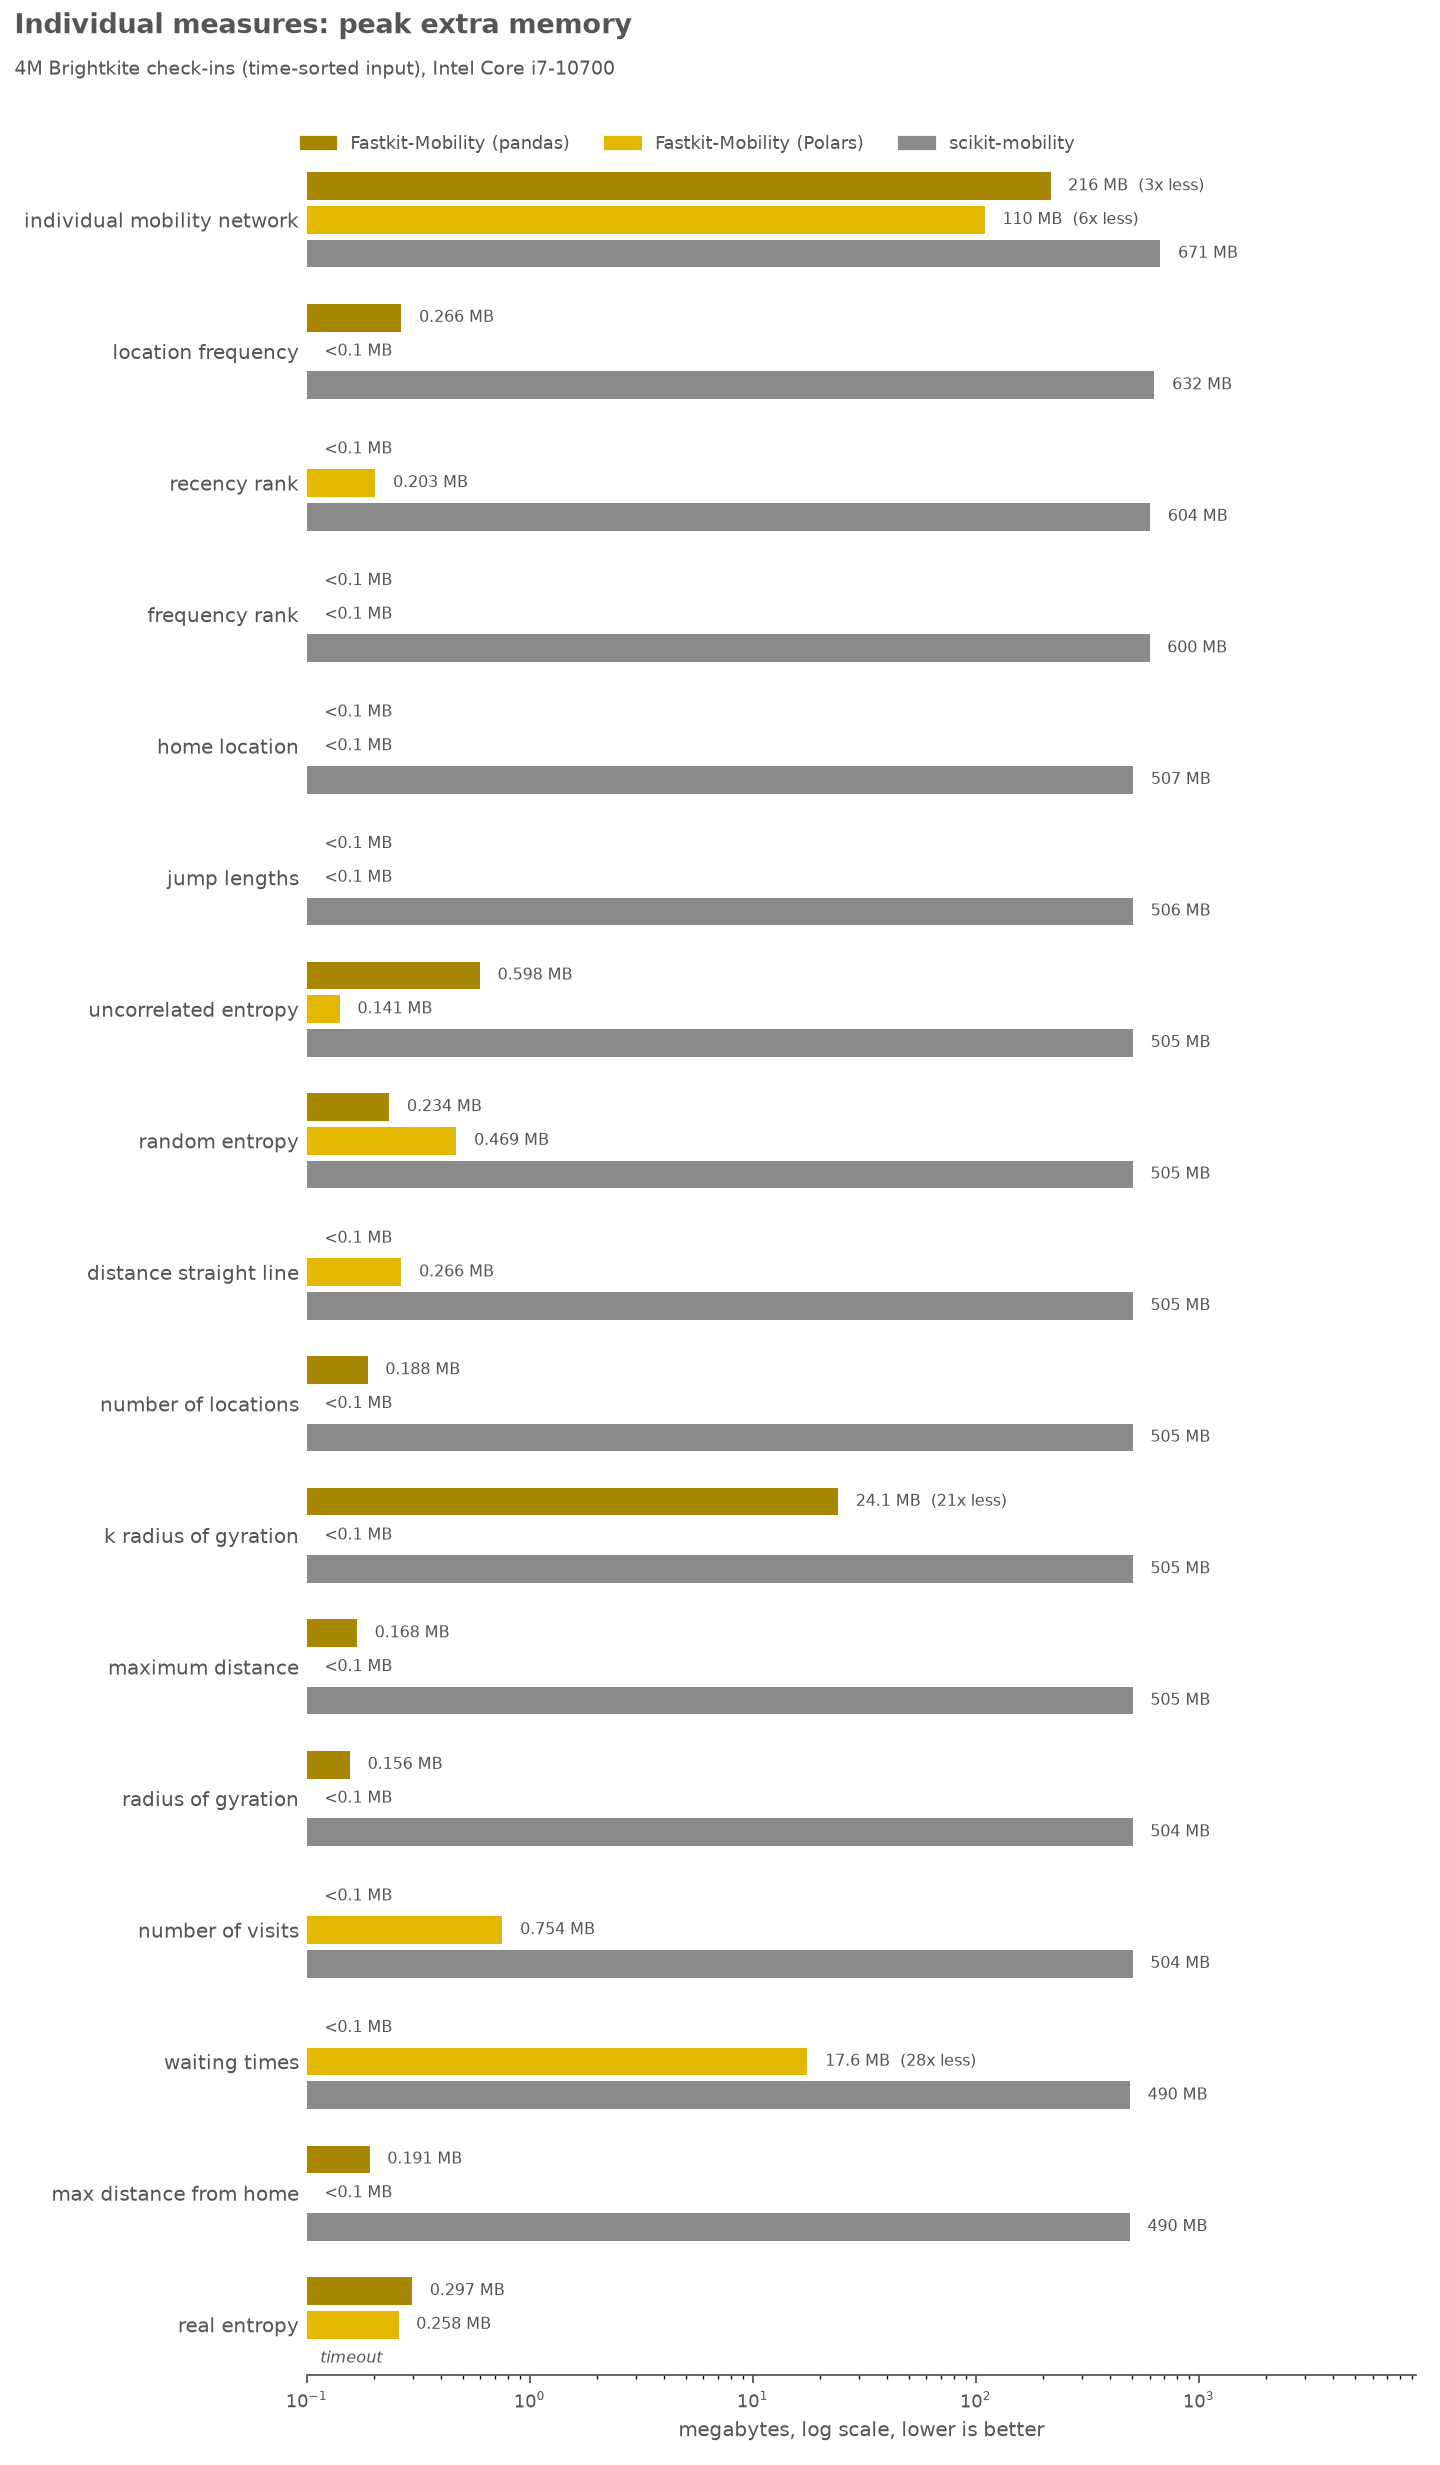 Individual measures: peak extra memory
4M Brightkite check-ins (time-sorted input), Intel Core i7-10700
Fastkit-Mobility (pandas) Fastkit-Mobility (Polars) scikit-mobility
216 MB (3x less)
individual mobility network
110 MB (6x less)
671 MB
0.266 MB
location frequency
<0.1 MB
632 MB
<0.1 MB
recency rank
0.203 MB
604 MB
<0.1 MB
frequency rank
<0.1 MB
600 MB
<0.1 MB
home location
<0.1 MB
507 MB
<0.1 MB
jump lengths
<0.1 MB
506 MB
0.598 MB
uncorrelated entropy
0.141 MB
505 MB
0.234 MB
random entropy
0.469 MB
505 MB
<0.1 MB
distance straight line
0.266 MB
505 MB
0.188 MB
number of locations
<0.1 MB
505 MB
24.1 MB (21x less)
k radius of gyration
<0.1 MB
505 MB
0.168 MB
maximum distance
<0.1 MB
505 MB
0.156 MB
radius of gyration
<0.1 MB
504 MB
<0.1 MB
number of visits
0.754 MB
504 MB
<0.1 MB
waiting times
17.6 MB (28x less)
490 MB
0.191 MB
max distance from home
<0.1 MB
490 MB
0.297 MB
real entropy
0.258 MB
timeout
10⁻¹ 10⁰ 10¹ 10² 10³
megabytes, log scale, lower is better